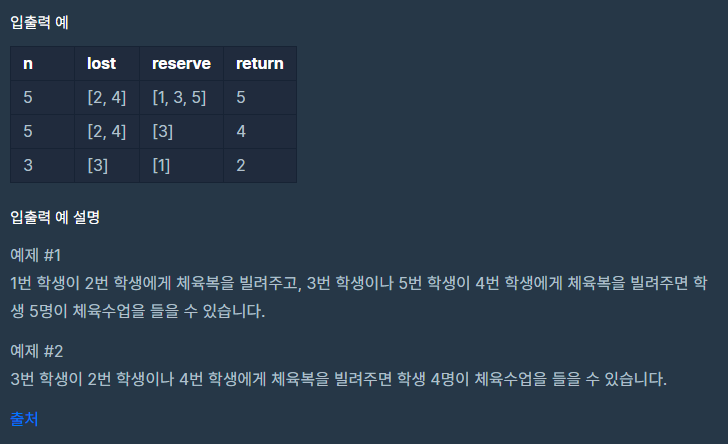 입출력 예
n lost reserve return
5 [2, 4] [1, 3, 5] 5
5 [2, 4] [3] 4
3 [3] [1] 2
입출력 예 설명
예제 #1
1번 학생이 2번 학생에게 체육복을 빌려주고, 3번 학생이나 5번 학생이 4번 학생에게 체육복을 빌려주면 학
생 5명이 체육수업을 들을 수 있습니다.
예제 #2
3번 학생이 2번 학생이나 4번 학생에게 체육복을 빌려주면 학생 4명이 체육수업을 들을 수 있습니다.
출처